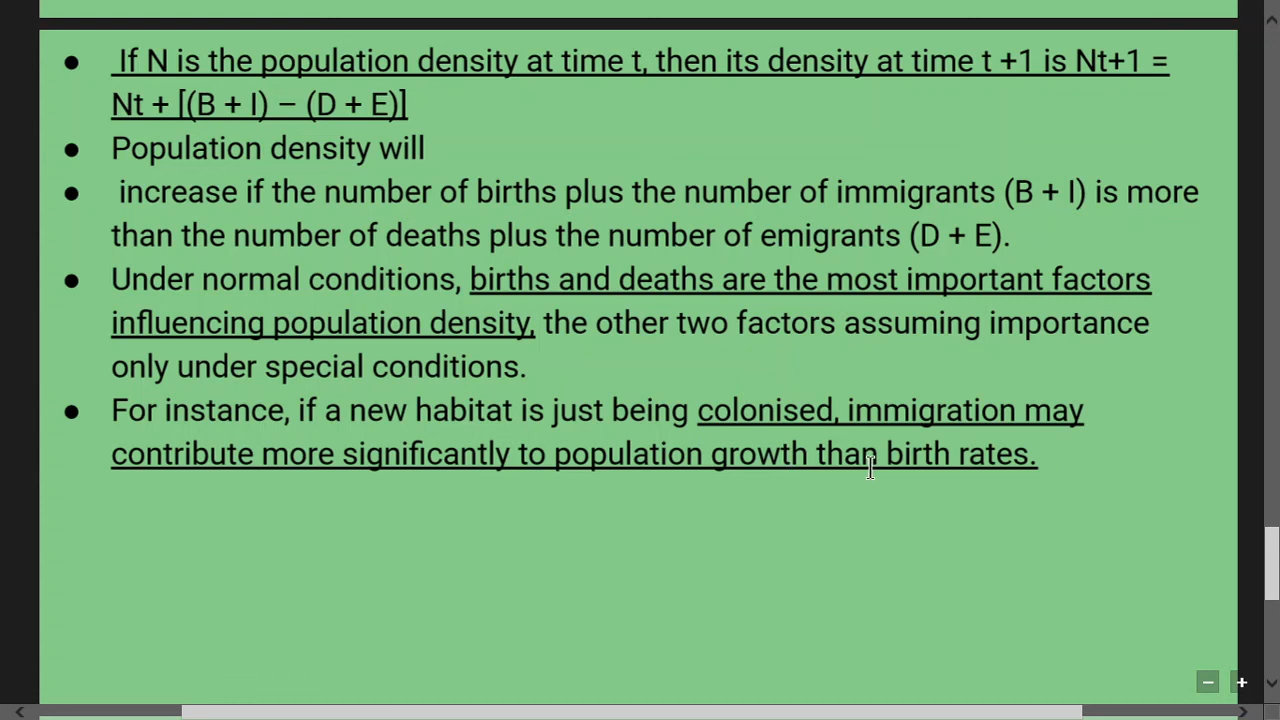 ● If N is the population density at time t, then its density at time t +1 is Nt+1 =
Nt + [(B + I) – (D + E)]
● Population density will
● increase if the number of births plus the number of immigrants (B + I) is more
than the number of deaths plus the number of emigrants (D + E).
● Under normal conditions, births and deaths are the most important factors
influencing population density, the other two factors assuming importance
only under special conditions.
● For instance, if a new habitat is just being colonised, immigration may
contribute more significantly to population growth than birth rates.